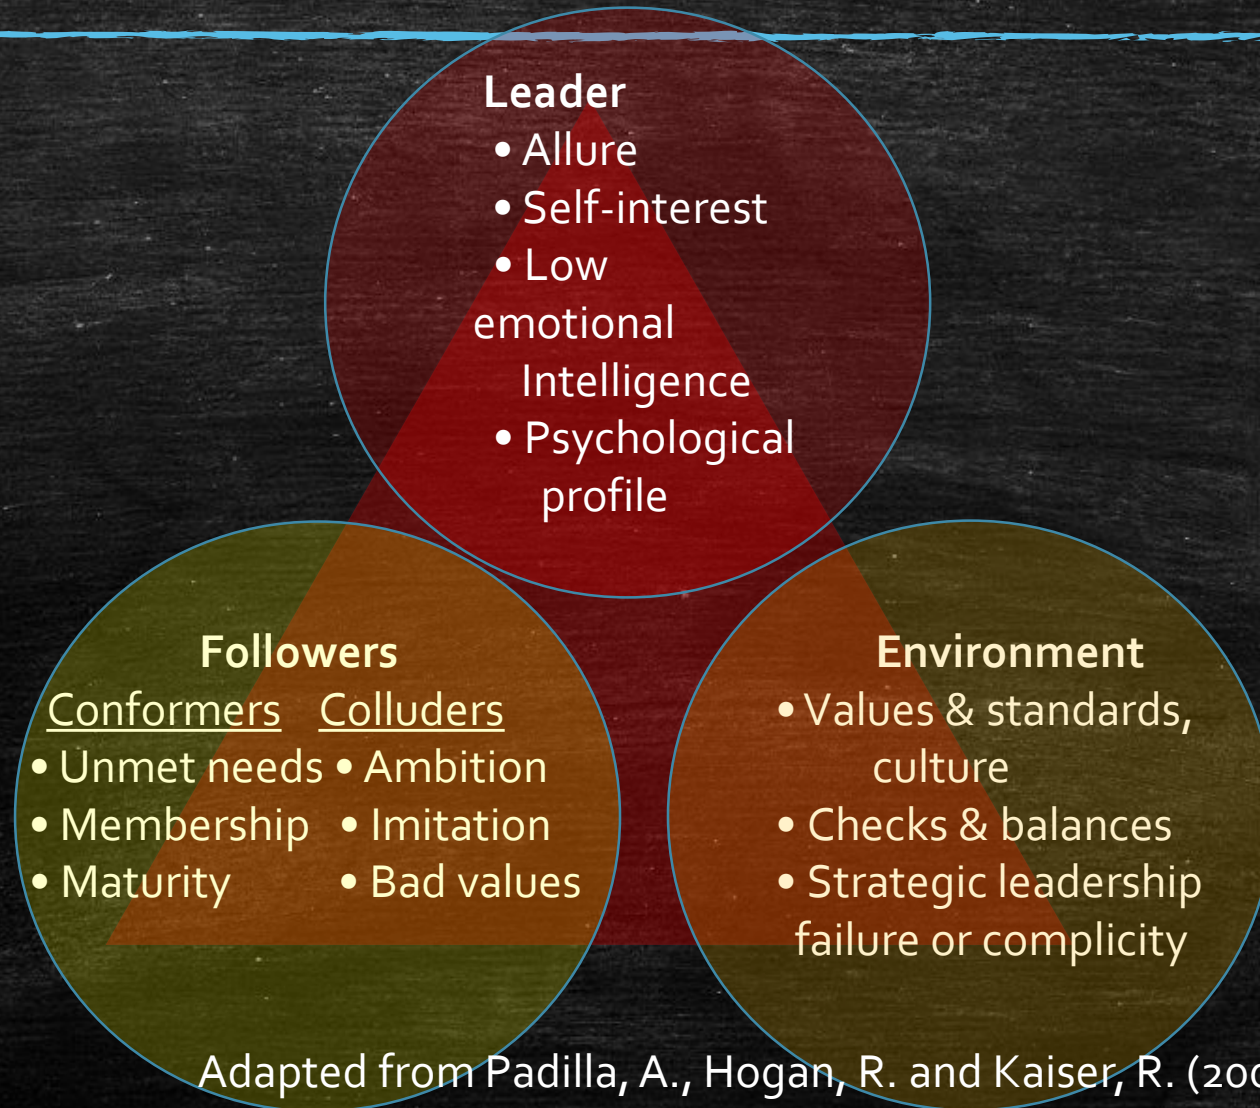 Leader
• Allure
• Self-interest
• Low
emotional
Intelligence
• Psychological
profile
Followers
Conformers Colluders
• Unmet needs • Ambition
• Membership • Imitation
• Maturity • Bad values
Environment
• Values & standards,
culture
• Checks & balances
• Strategic leadership
failure or complicity
Adapted from Padilla, A., Hogan, R. and Kaiser, R.